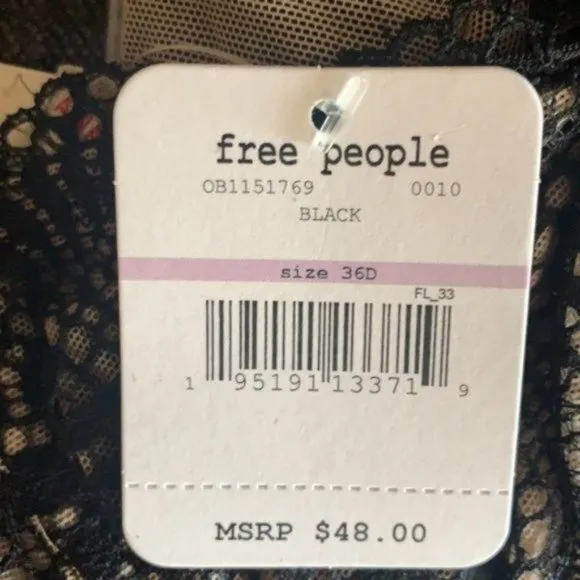 free people
OB1151769 0010
BLACK
size 36D
FL_33
1 95191 13371 9
MSRP $48.00